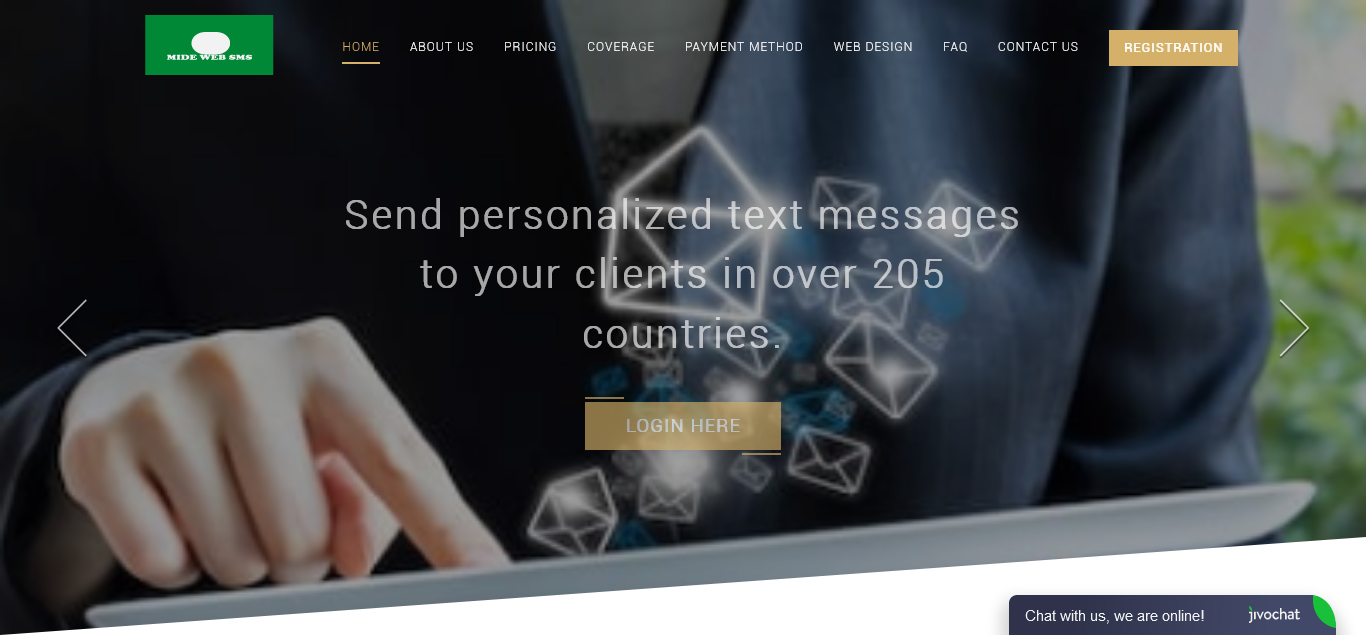 MIDE WEB SMS
HOME ABOUT US PRICING COVERAGE PAYMENT METHOD WEB DESIGN FAQ CONTACT US REGISTRATION
Send personalized text messages
to your clients in over 205
countries.
LOGIN HERE
Chat with us, we are online! jivochat